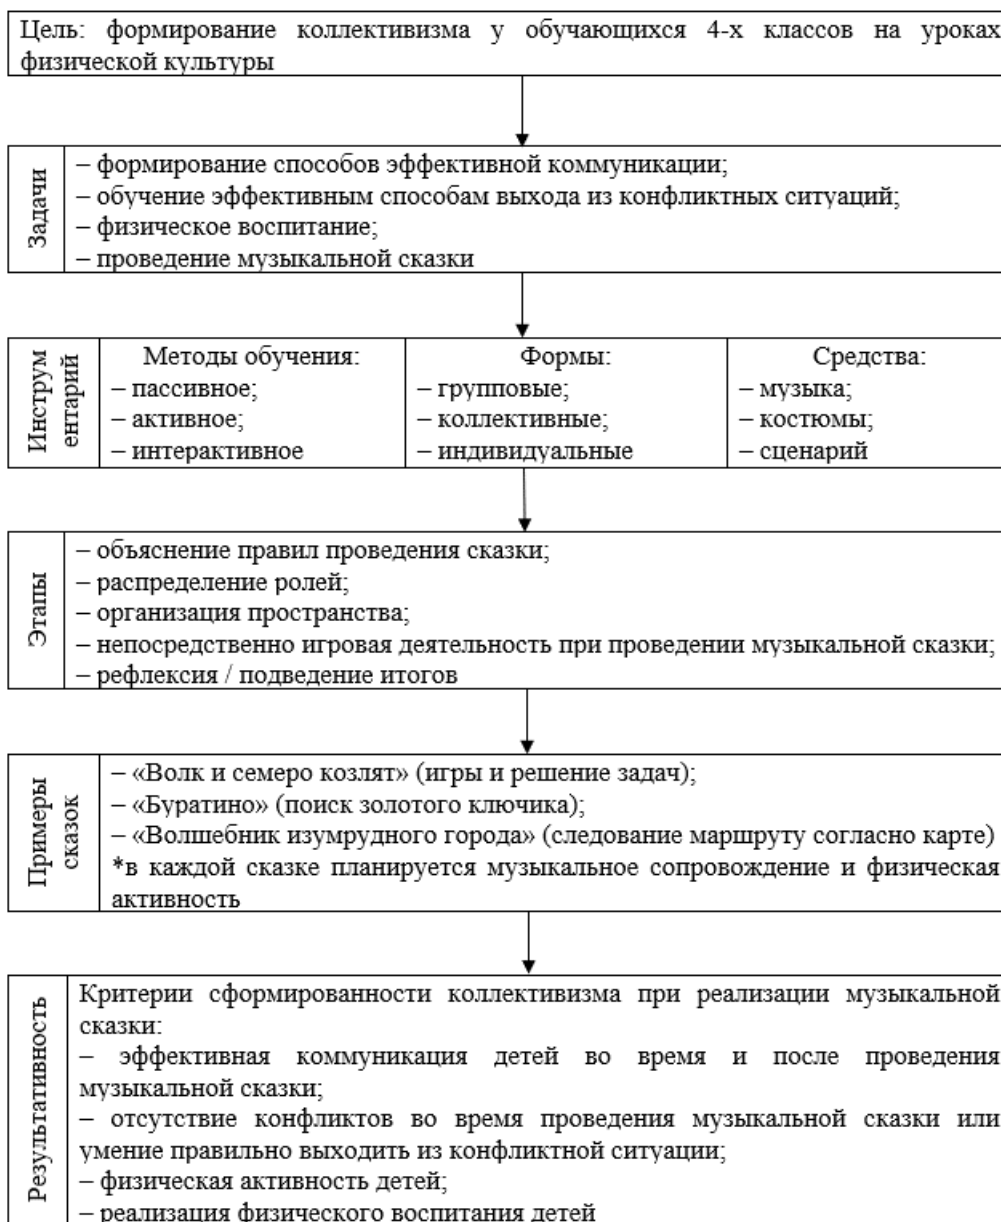 Цель: формирование коллективизма у обучающихся 4-х классов на уроках
физической культуры
Задачи
– формирование способов эффективной коммуникации;
– обучение эффективным способам выхода из конфликтных ситуаций;
– физическое воспитание;
– проведение музыкальной сказки
Инструм
ентарий
Методы обучения:
– пассивное;
– активное;
– интерактивное
Формы:
– групповые;
– коллективные;
– индивидуальные
Средства:
– музыка;
– костюмы;
– сценарий
Этапы
– объяснение правил проведения сказки;
– распределение ролей;
– организация пространства;
– непосредственно игровая деятельность при проведении музыкальной сказки;
– рефлексия / подведение итогов
Примеры
сказок
– «Волк и семеро козлят» (игры и решение задач);
– «Буратино» (поиск золотого ключика);
– «Волшебник изумрудного города» (следование маршруту согласно карте)
*в каждой сказке планируется музыкальное сопровождение и физическая
активность
Результативность
Критерии сформированности коллективизма при реализации музыкальной
сказки:
– эффективная коммуникация детей во время и после проведения
музыкальной сказки;
– отсутствие конфликтов во время проведения музыкальной сказки или
умение правильно выходить из конфликтной ситуации;
– физическая активность детей;
– реализация физического воспитания детей